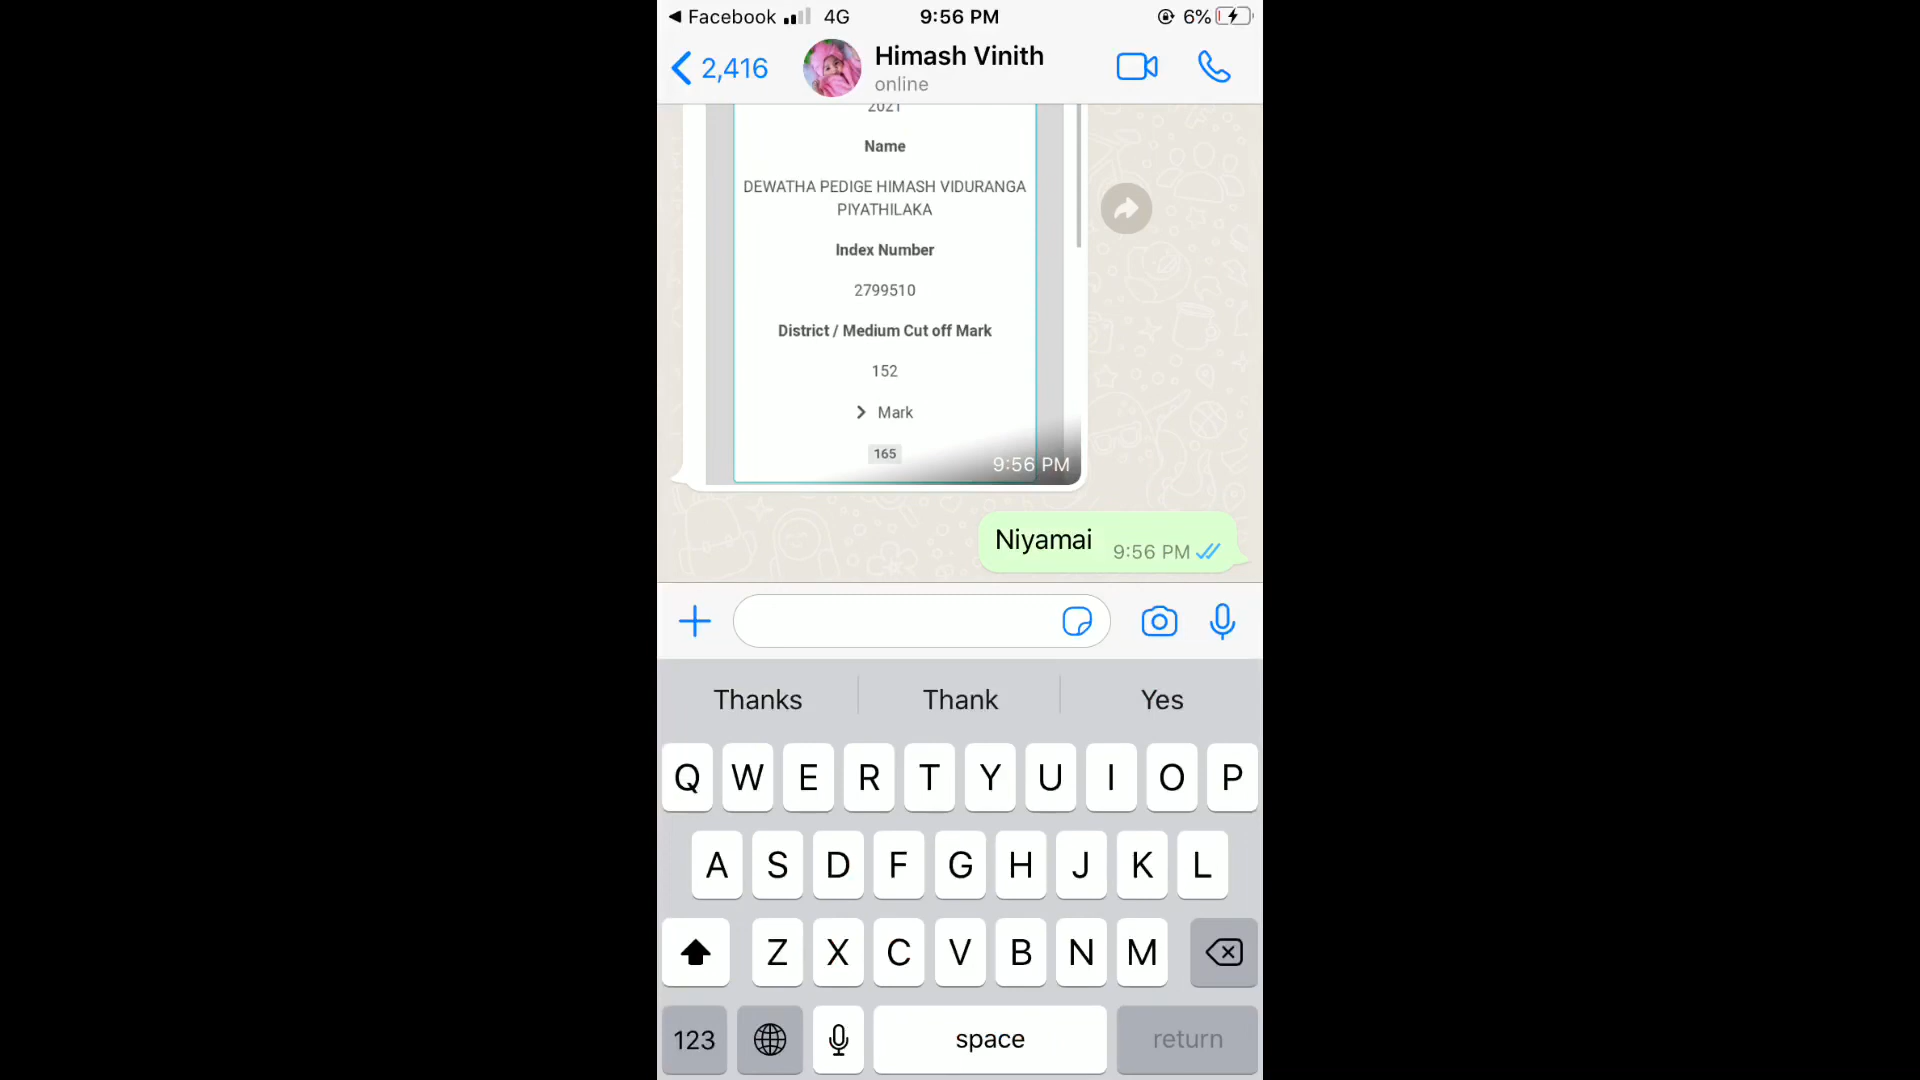 Facebook 4G 9:56 PM 6%
2,416 Himash Vinith
online
2021
Name
DEWATHA PEDIGE HIMASH VIDURANGA
PIYATHILAKA
Index Number
2799510
District / Medium Cut off Mark
152
Mark
165
9:56 PM
Niyamai 9:56 PM
Thanks Thank Yes
Q W E R T Y U I O P
A S D F G H J K L
Z X C V B N M
123 space return